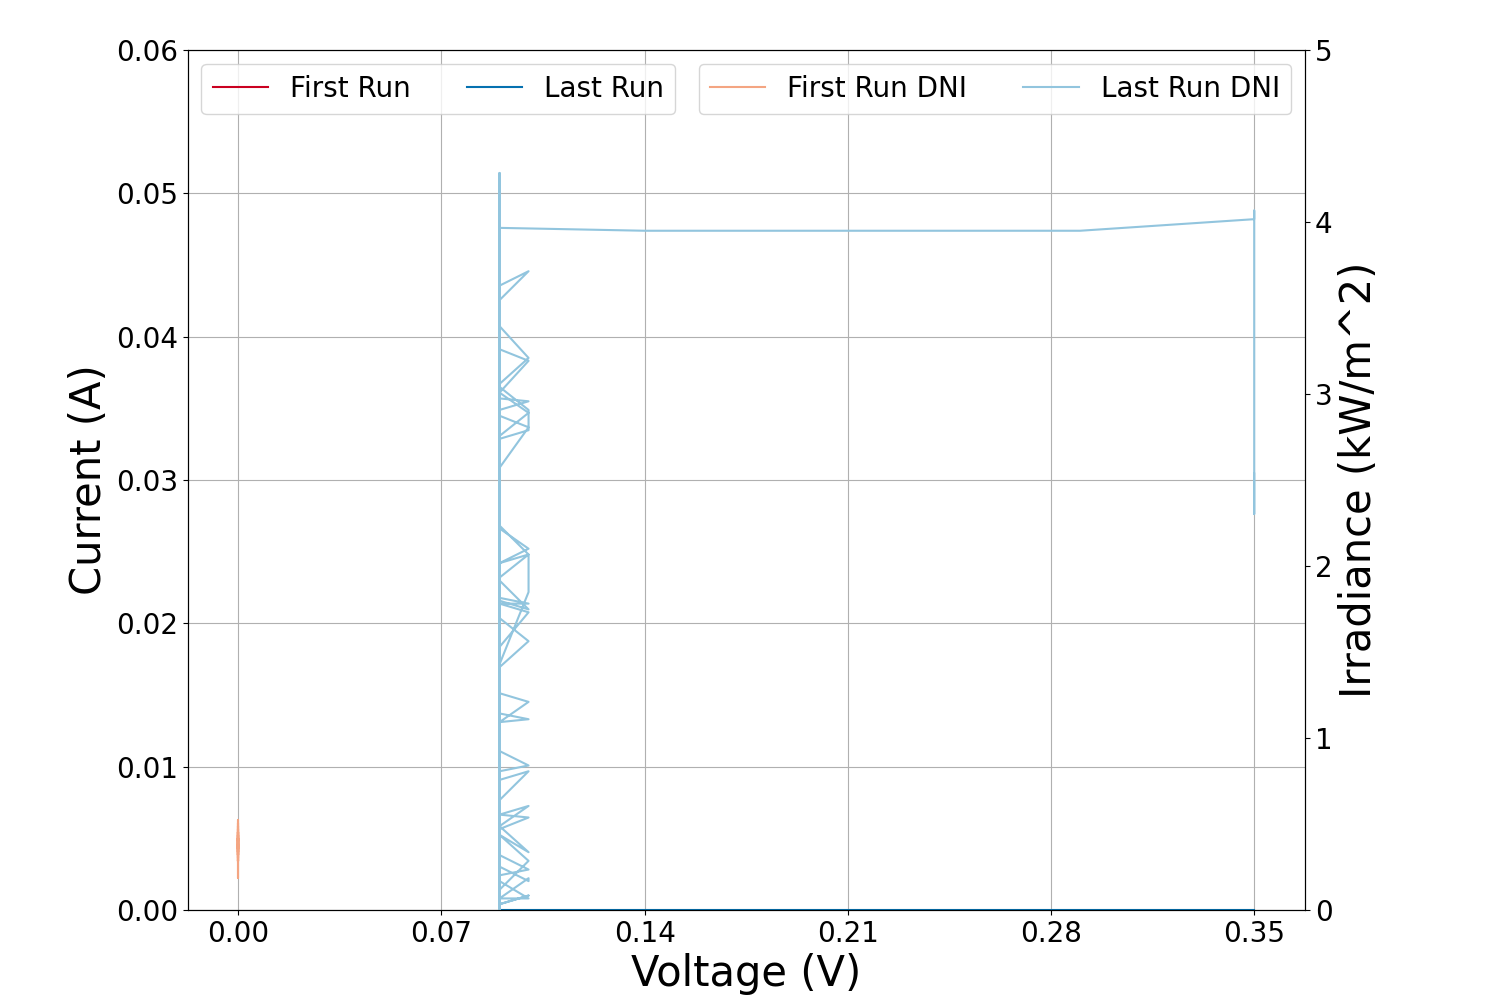 First Run
Last Run
First Run DNI
Last Run DNI
0.06
0.05
0.04
0.03
0.02
0.01
0.00
Current (A)
0.00
0.07
0.14
0.21
0.28
0.35
Voltage (V)
5
4
3
2
1
0
Irradiance (kW/m^2)